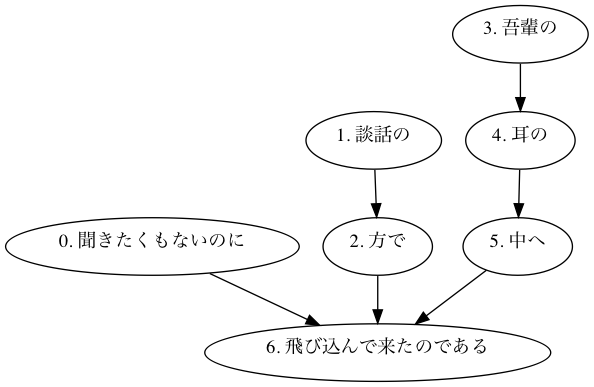 3. 吾輩の
1. 談話の
4. 耳の
0. 聞きたくもないのに
2. 方で
5. 中へ
6. 飛び込んで来たのである